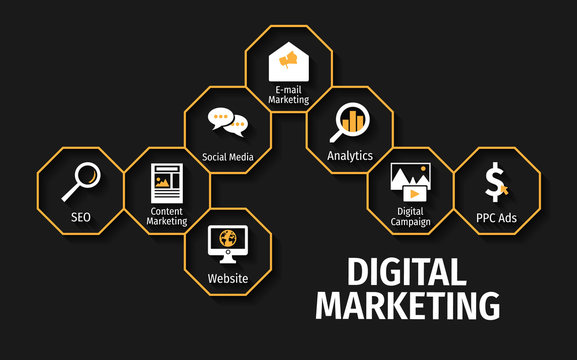 E-mail
Marketing
Social Media
Analytics
SEO
Content
Marketing
Digital
Campaign
PPC Ads
Website
DIGITAL
MARKETING